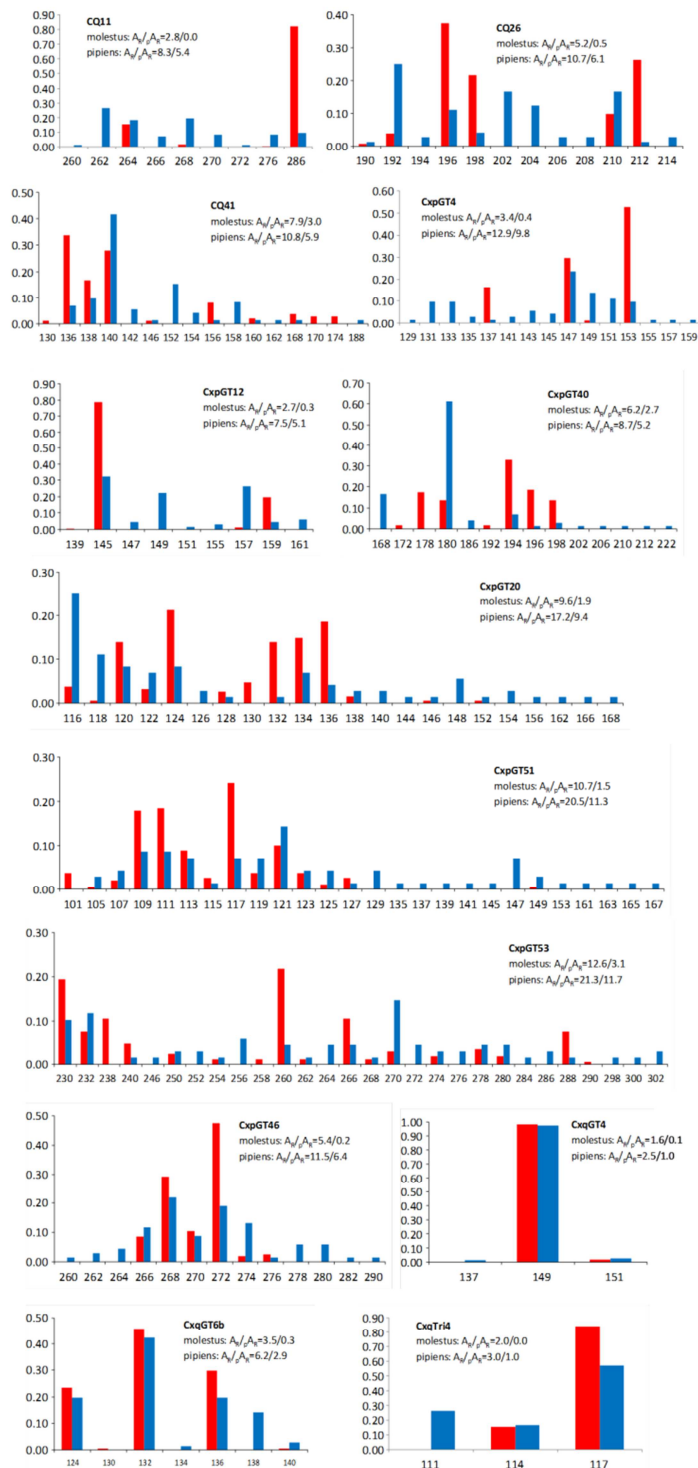 CQ11
molestus: AR/pAR=2.8/0.0
pipiens: AR/pAR=8.3/5.4
0.90
0.80
0.70
0.60
0.50
0.40
0.30
0.20
0.10
0.00
260 262 264 266 268 270 272 276 286
CQ26
molestus: AR/pAR=5.2/0.5
pipiens: AR/pAR=10.7/6.1
0.40
0.30
0.20
0.10
0.00
190 192 194 196 198 202 204 206 208 210 212 214
CQ41
molestus: AR/pAR=7.9/3.0
pipiens: AR/pAR=10.8/5.9
0.50
0.40
0.30
0.20
0.10
0.00
130 136 138 140 142 146 152 154 156 158 160 162 168 170 174 188
CxpGT4
molestus: AR/pAR=3.4/0.4
pipiens: AR/pAR=12.9/9.8
0.60
0.50
0.40
0.30
0.20
0.10
0.00
129 131 133 135 137 141 143 145 147 149 151 153 155 157 159
CxpGT12
molestus: AR/pAR=2.7/0.3
pipiens: AR/pAR=7.5/5.1
0.90
0.80
0.70
0.60
0.50
0.40
0.30
0.20
0.10
0.00
139 145 147 149 151 155 157 159 161
CxpGT40
molestus: AR/pAR=6.2/2.7
pipiens: AR/pAR=8.7/5.2
0.70
0.60
0.50
0.40
0.30
0.20
0.10
0.00
168 172 178 180 186 192 194 196 198 202 206 210 212 222
CxpGT20
molestus: AR/pAR=9.6/1.9
pipiens: AR/pAR=17.2/9.4
0.30
0.20
0.10
0.00
116 118 120 122 124 126 128 130 132 134 136 138 140 144 146 148 152 154 156 162 166 168
CxpGT51
molestus: AR/pAR=10.7/1.5
pipiens: AR/pAR=20.5/11.3
0.30
0.20
0.10
0.00
101 105 107 109 111 113 115 117 119 121 123 125 127 129 135 137 139 141 145 147 149 153 161 163 165 167
CxpGT53
molestus: AR/pAR=12.6/3.1
pipiens: AR/pAR=21.3/11.7
0.30
0.20
0.10
0.00
230 232 238 240 246 250 252 254 256 258 260 262 264 266 268 270 272 274 276 278 280 284 286 288 290 298 300 302
CxpGT46
molestus: AR/pAR=5.4/0.2
pipiens: AR/pAR=11.5/6.4
0.50
0.40
0.30
0.20
0.10
0.00
260 262 264 266 268 270 272 274 276 278 280 282 290
CxqGT4
molestus: AR/pAR=1.6/0.1
pipiens: AR/pAR=2.5/1.0
1.00
0.90
0.80
0.70
0.60
0.50
0.40
0.30
0.20
0.10
0.00
137 149 151
CxqGT6b
molestus: AR/pAR=3.5/0.3
pipiens: AR/pAR=6.2/2.9
0.50
0.40
0.30
0.20
0.10
0.00
124 130 132 134 136 138 140
CxqTri4
molestus: AR/pAR=2.0/0.0
pipiens: AR/pAR=3.0/1.0
0.90
0.80
0.70
0.60
0.50
0.40
0.30
0.20
0.10
0.00
111 114 117